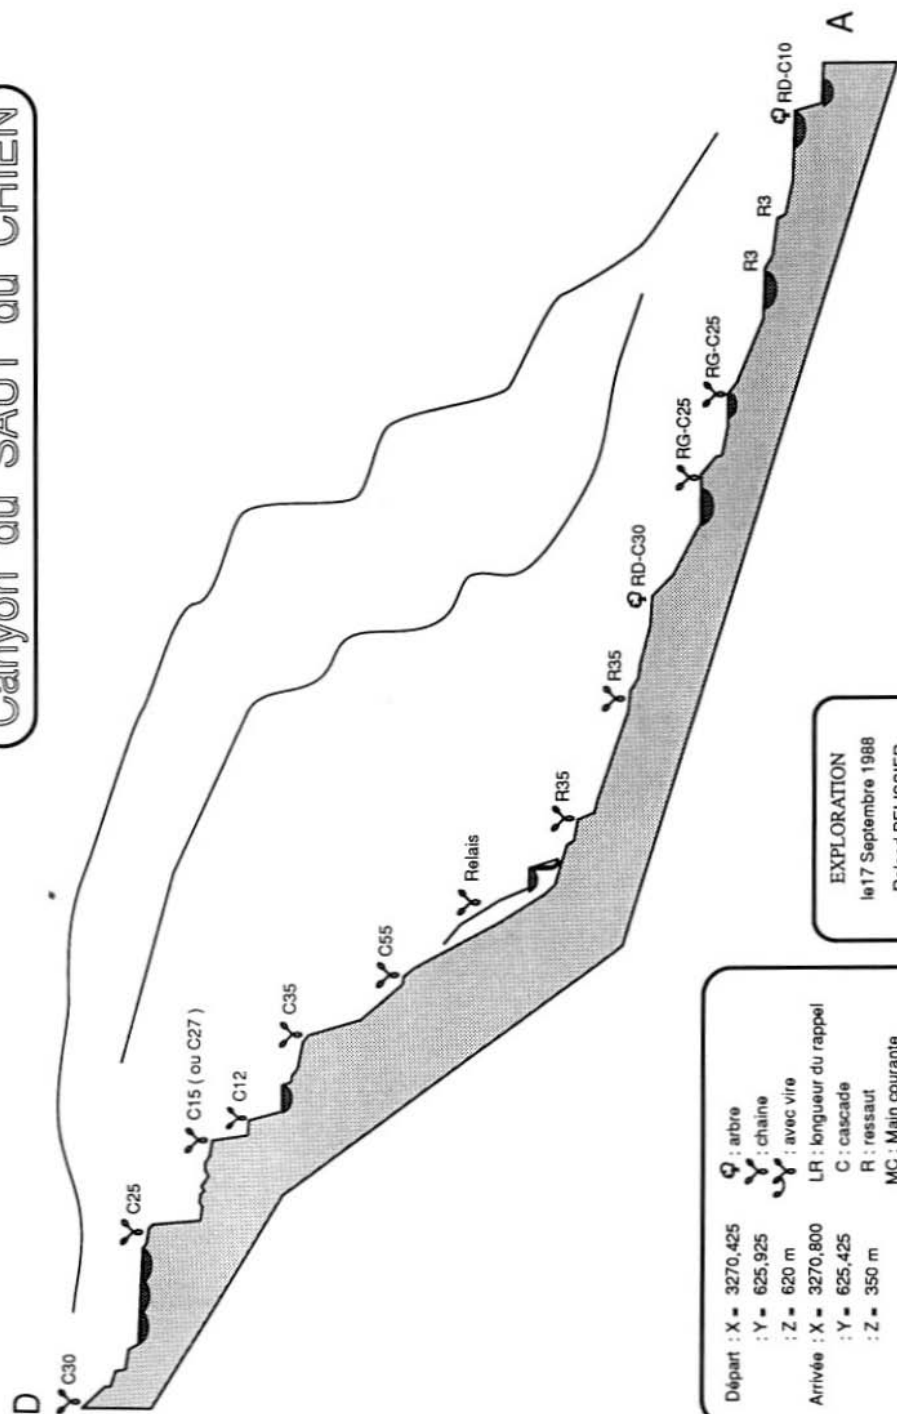 Canyon du SAUT du CHIEN
D
C30
C25
C15 ( ou C27 )
C12
C35
C55
Relais
R35
R35
RD-C30
RG-C25
RG-C25
R3
R3
RD-C10
A
Départ : X = 3270,425
: Y = 625,925
: Z = 620 m
Arrivée : X = 3270,800
: Y = 625,425
: Z = 350 m
: arbre
: chaine
: avec vire
LR : longueur du rappel
C : cascade
R : ressaut
MC : Main courante
EXPLORATION
le17 Septembre 1988